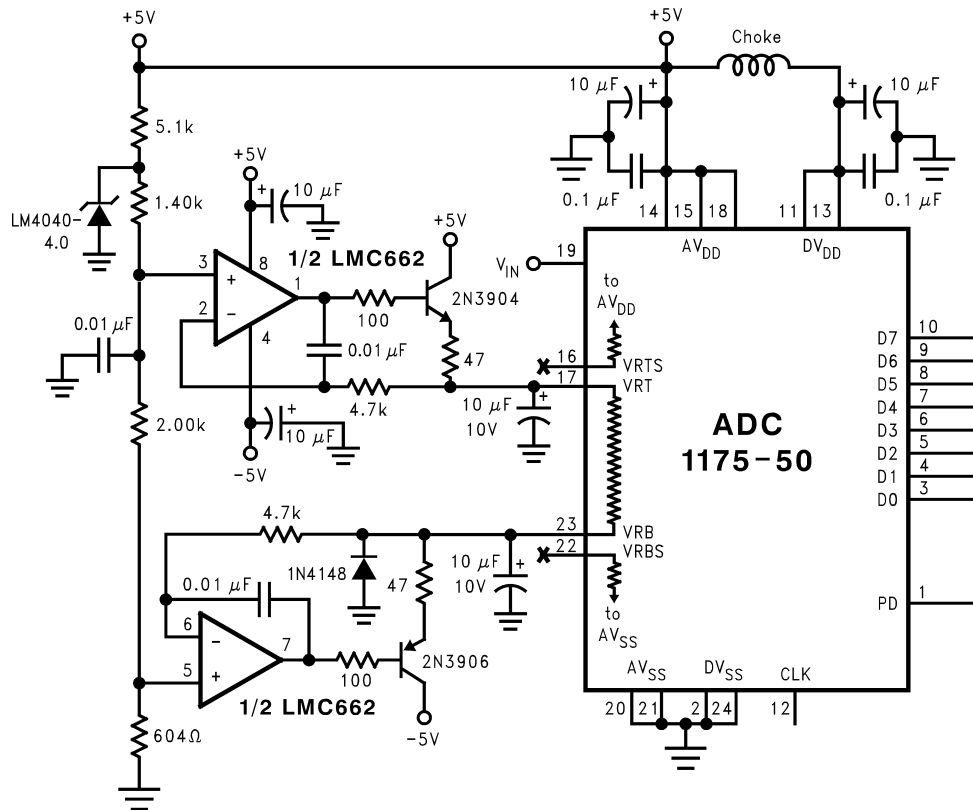 +5V
+5V
Choke
10 µF
+
+
10 µF
5.1k
+5V
LM4040-
4.0
1.40k
+
10 µF
0.1 µF
0.1 µF
14
15
18
11
13
+5V
1/2 LMC662
3
8
1
2
4
+
−
100
2N3904
19
VIN
AVDD
DVDD
to
AVDD
0.01 µF
0.01 µF
47
4.7k
16
VRTS
17
VRT
10 µF
10V
+
2.00k
+
10 µF
-5V
ADC
1175-50
D7
10
D6
9
D5
8
D4
7
D3
6
D2
5
D1
4
D0
3
4.7k
23
VRB
22
VRBS
1N4148
47
10 µF
10V
+
0.01 µF
to
AVSS
PD
1
6
7
5
−
+
100
2N3906
1/2 LMC662
-5V
AVSS
DVSS
CLK
20
21
2
24
12
604Ω